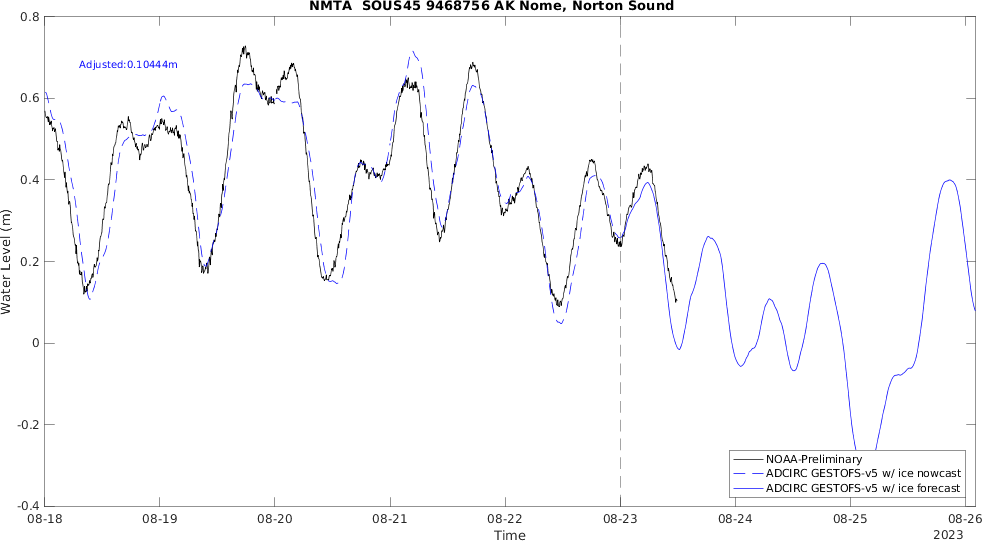 NMTA  SOUS45 9468756 AK Nome, Norton Sound
Adjusted:0.10444m
Water Level (m)
0.8
0.6
0.4
0.2
0
-0.2
-0.4
NOAA-Preliminary
ADCIRC GESTOFS-v5 w/ ice nowcast
ADCIRC GESTOFS-v5 w/ ice forecast
08-18 08-19 08-20 08-21 08-22 08-23 08-24 08-25 08-26
Time
2023